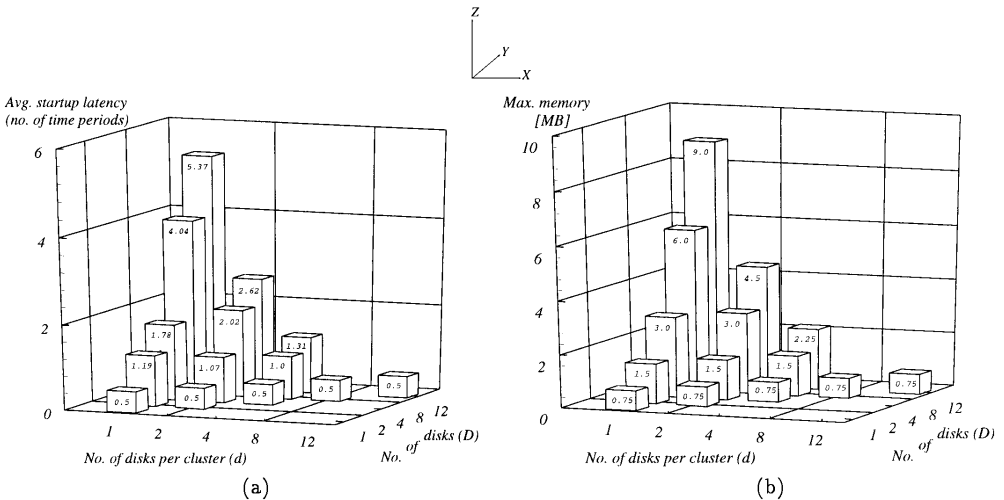 Z
Y
X
Avg. startup latency
(no. of time periods)
6
4
2
0
5.37
4.04
2.62
2.02
1.78
1.31
1.19
1.07
1.0
0.5
0.5
0.5
0.5
0.5
1 2 4 8 12
1 2 4 8 12
No. of disks per cluster (d)
No. of disks (D)
(a)
Max. memory
[MB]
10
8
6
4
2
0
9.0
6.0
4.5
3.0
3.0
2.25
1.5
1.5
1.5
0.75
0.75
0.75
0.75
0.75
1 2 4 8 12
1 2 4 8 12
No. of disks per cluster (d)
No. of disks (D)
(b)